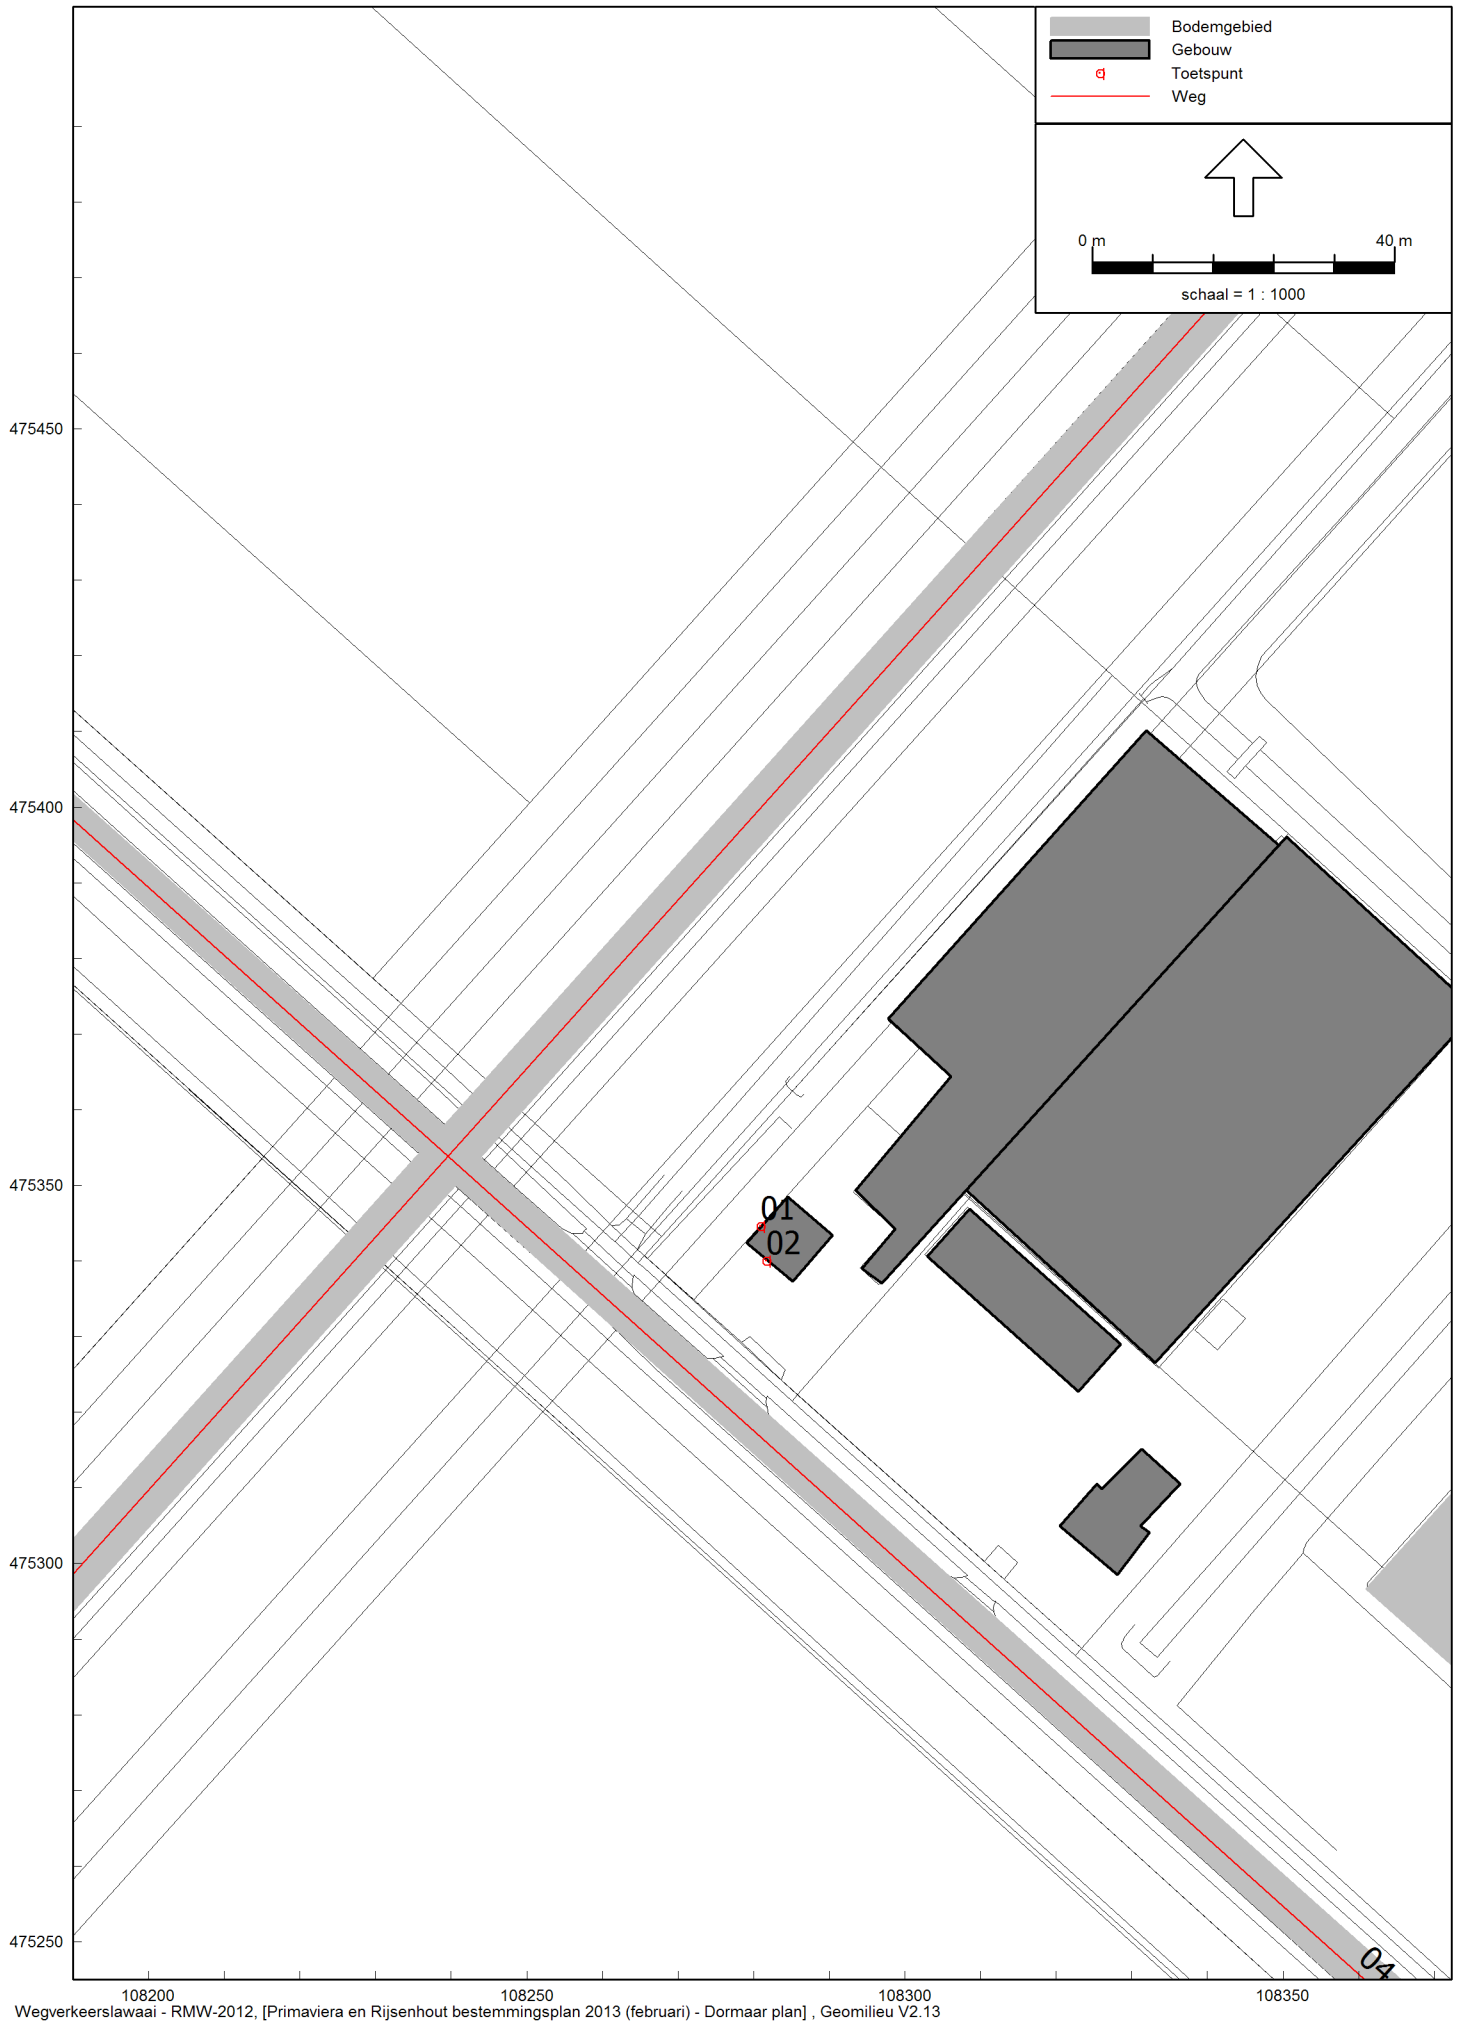 Bodemgebied
Gebouw
Toetspunt
Weg
0 m 40 m
schaal = 1 : 1000
475450
475400
475350
01
02
475300
475250
04
108200 108250 108300 108350
Wegverkeerslawaai - RMW-2012, [Primaviera en Rijsenhout bestemmingsplan 2013 (februari) - Dormaar plan] , Geomilieu V2.13